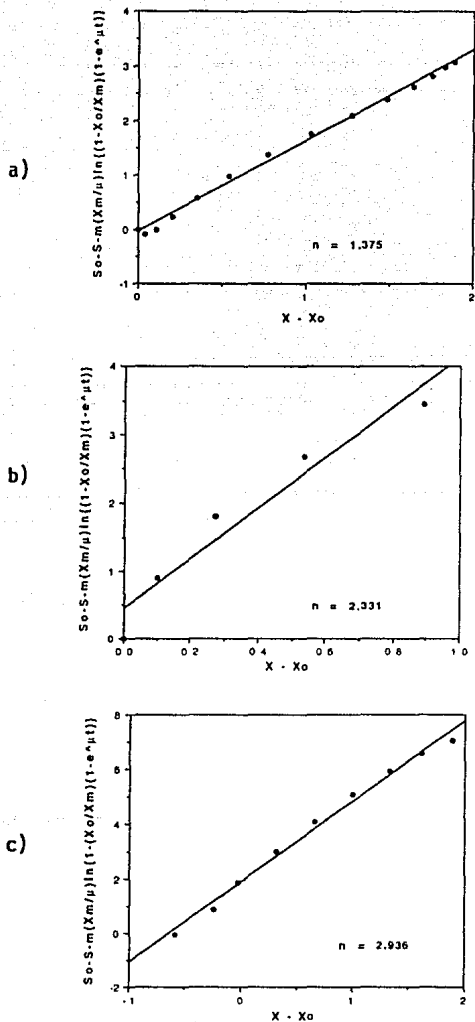 a)
So-S-m(Xm/µ)ln{(1-Xo/Xm)(1-e^µt)}
4
3
2
1
0
-1
n = 1.375
0 1 2
X - Xo
b)
So-S-m(Xm/µ)ln{(1-Xo/Xm)(1-e^µt)}
4
3
2
1
0
n = 2.331
0.0 0.2 0.4 0.6 0.8 1.0
X - Xo
c)
So-S-m(Xm/µ)ln{1-(Xo/Xm)(1-e^µt)}
8
6
4
2
0
-2
n = 2.936
-1 0 1 2
X - Xo